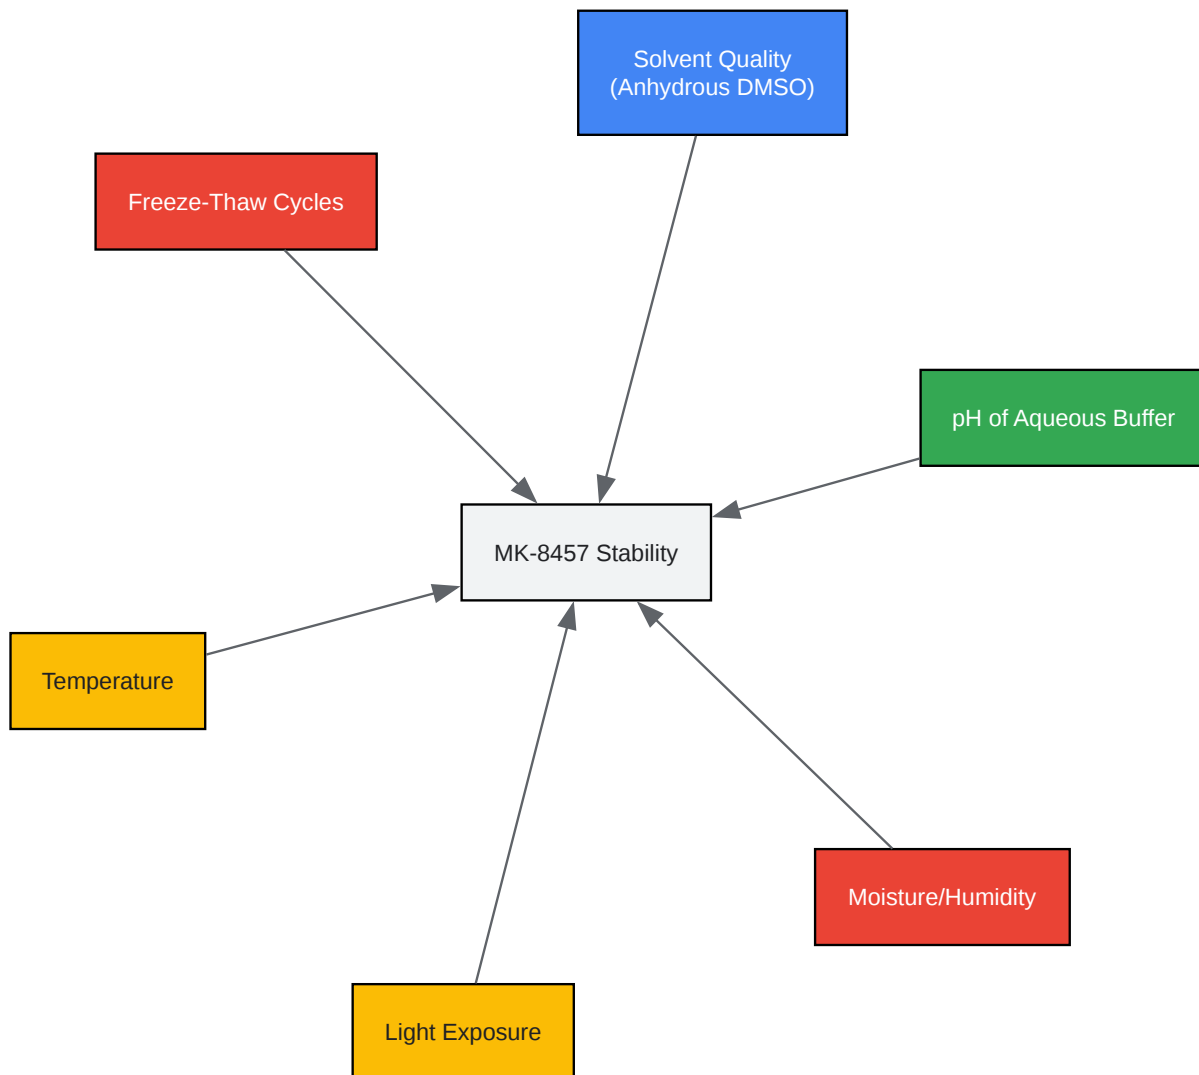 Solvent Quality
(Anhydrous DMSO)
Freeze-Thaw Cycles
pH of Aqueous Buffer
MK-8457 Stability
Temperature
Moisture/Humidity
Light Exposure